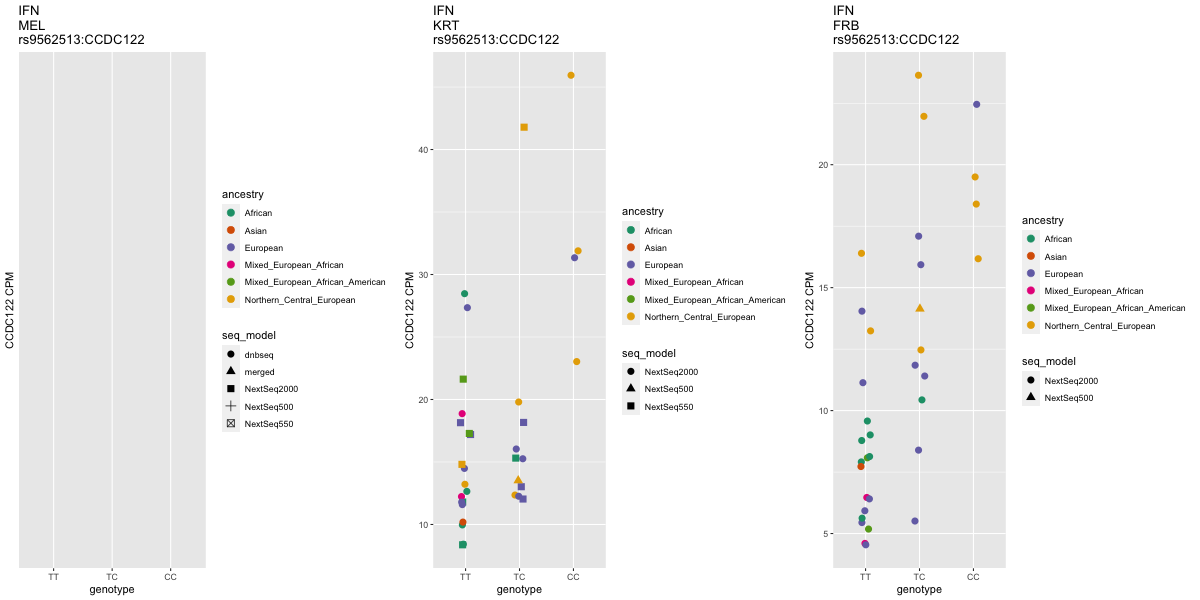 IFN
MEL
rs9562513:CCDC122
CCDC122 CPM
TT
TC
CC
genotype
ancestry
African
Asian
European
Mixed_European_African
Mixed_European_African_American
Northern_Central_European
seq_model
dnbseq
merged
NextSeq2000
NextSeq500
NextSeq550
IFN
KRT
rs9562513:CCDC122
CCDC122 CPM
40
30
20
10
TT
TC
CC
genotype
ancestry
African
Asian
European
Mixed_European_African
Mixed_European_African_American
Northern_Central_European
seq_model
NextSeq2000
NextSeq500
NextSeq550
IFN
FRB
rs9562513:CCDC122
CCDC122 CPM
20
15
10
5
TT
TC
CC
genotype
ancestry
African
Asian
European
Mixed_European_African
Mixed_European_African_American
Northern_Central_European
seq_model
NextSeq2000
NextSeq500